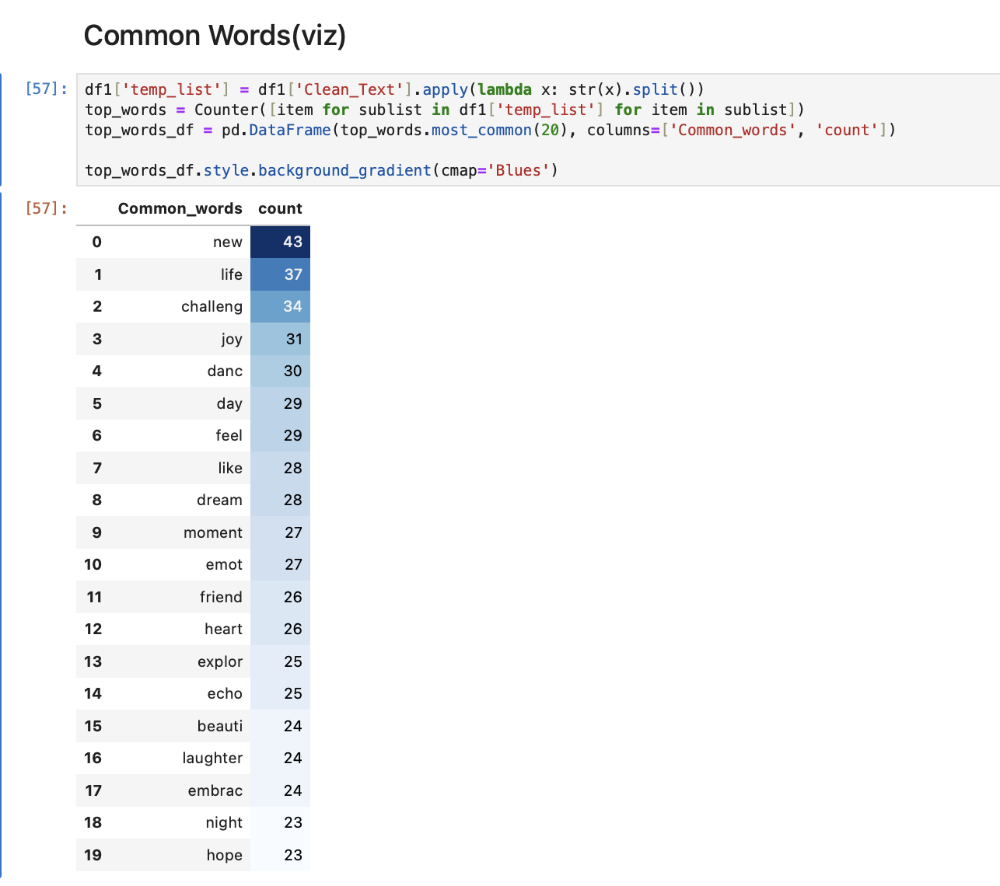 Common Words(viz)
[57]:
df1['temp_list'] = df1['Clean_Text'].apply(lambda x: str(x).split())
top_words = Counter([item for sublist in df1['temp_list'] for item in sublist])
top_words_df = pd.DataFrame(top_words.most_common(20), columns=['Common_words', 'count'])
top_words_df.style.background_gradient(cmap='Blues')
[57]:
Common_words count
0 new 43
1 life 37
2 challeng 34
3 joy 31
4 danc 30
5 day 29
6 feel 29
7 like 28
8 dream 28
9 moment 27
10 emot 27
11 friend 26
12 heart 26
13 explor 25
14 echo 25
15 beauti 24
16 laughter 24
17 embrac 24
18 night 23
19 hope 23